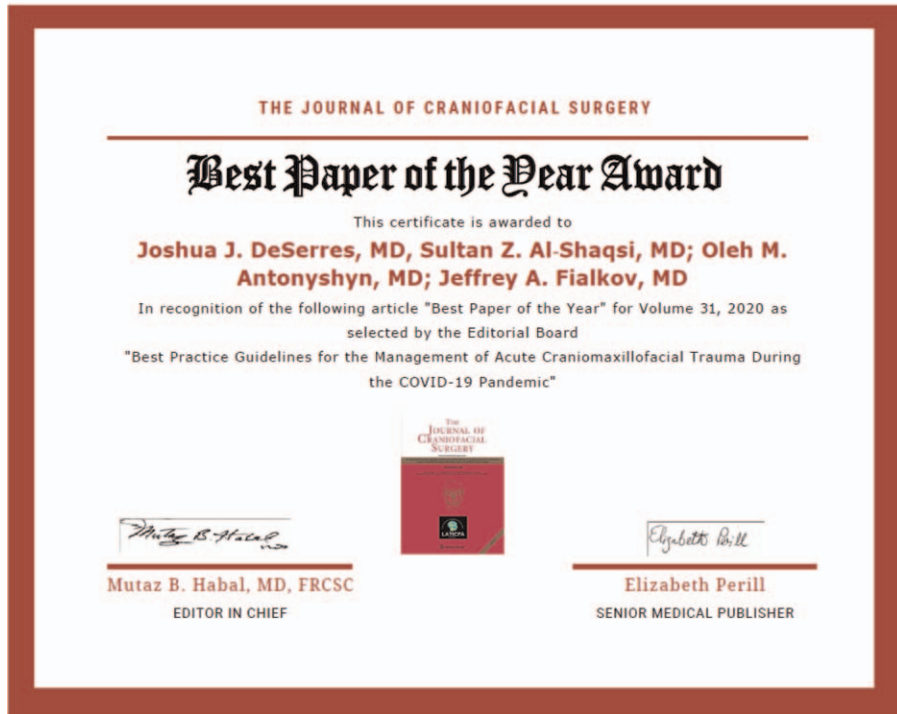 THE JOURNAL OF CRANIOFACIAL SURGERY
Best Paper of the Year Award
This certificate is awarded to
Joshua J. DeSerres, MD, Sultan Z. Al-Shaqsi, MD; Oleh M.
Antonyshyn, MD; Jeffrey A. Fialkov, MD
In recognition of the following article "Best Paper of the Year" for Volume 31, 2020 as
selected by the Editorial Board
"Best Practice Guidelines for the Management of Acute Craniomaxillofacial Trauma During
the COVID-19 Pandemic"
THE
JOURNAL OF
CRANIOFACIAL
SURGERY
Mutaz B. Habal
Elizabeth Perill
Mutaz B. Habal, MD, FRCSC
Elizabeth Perill
EDITOR IN CHIEF
SENIOR MEDICAL PUBLISHER